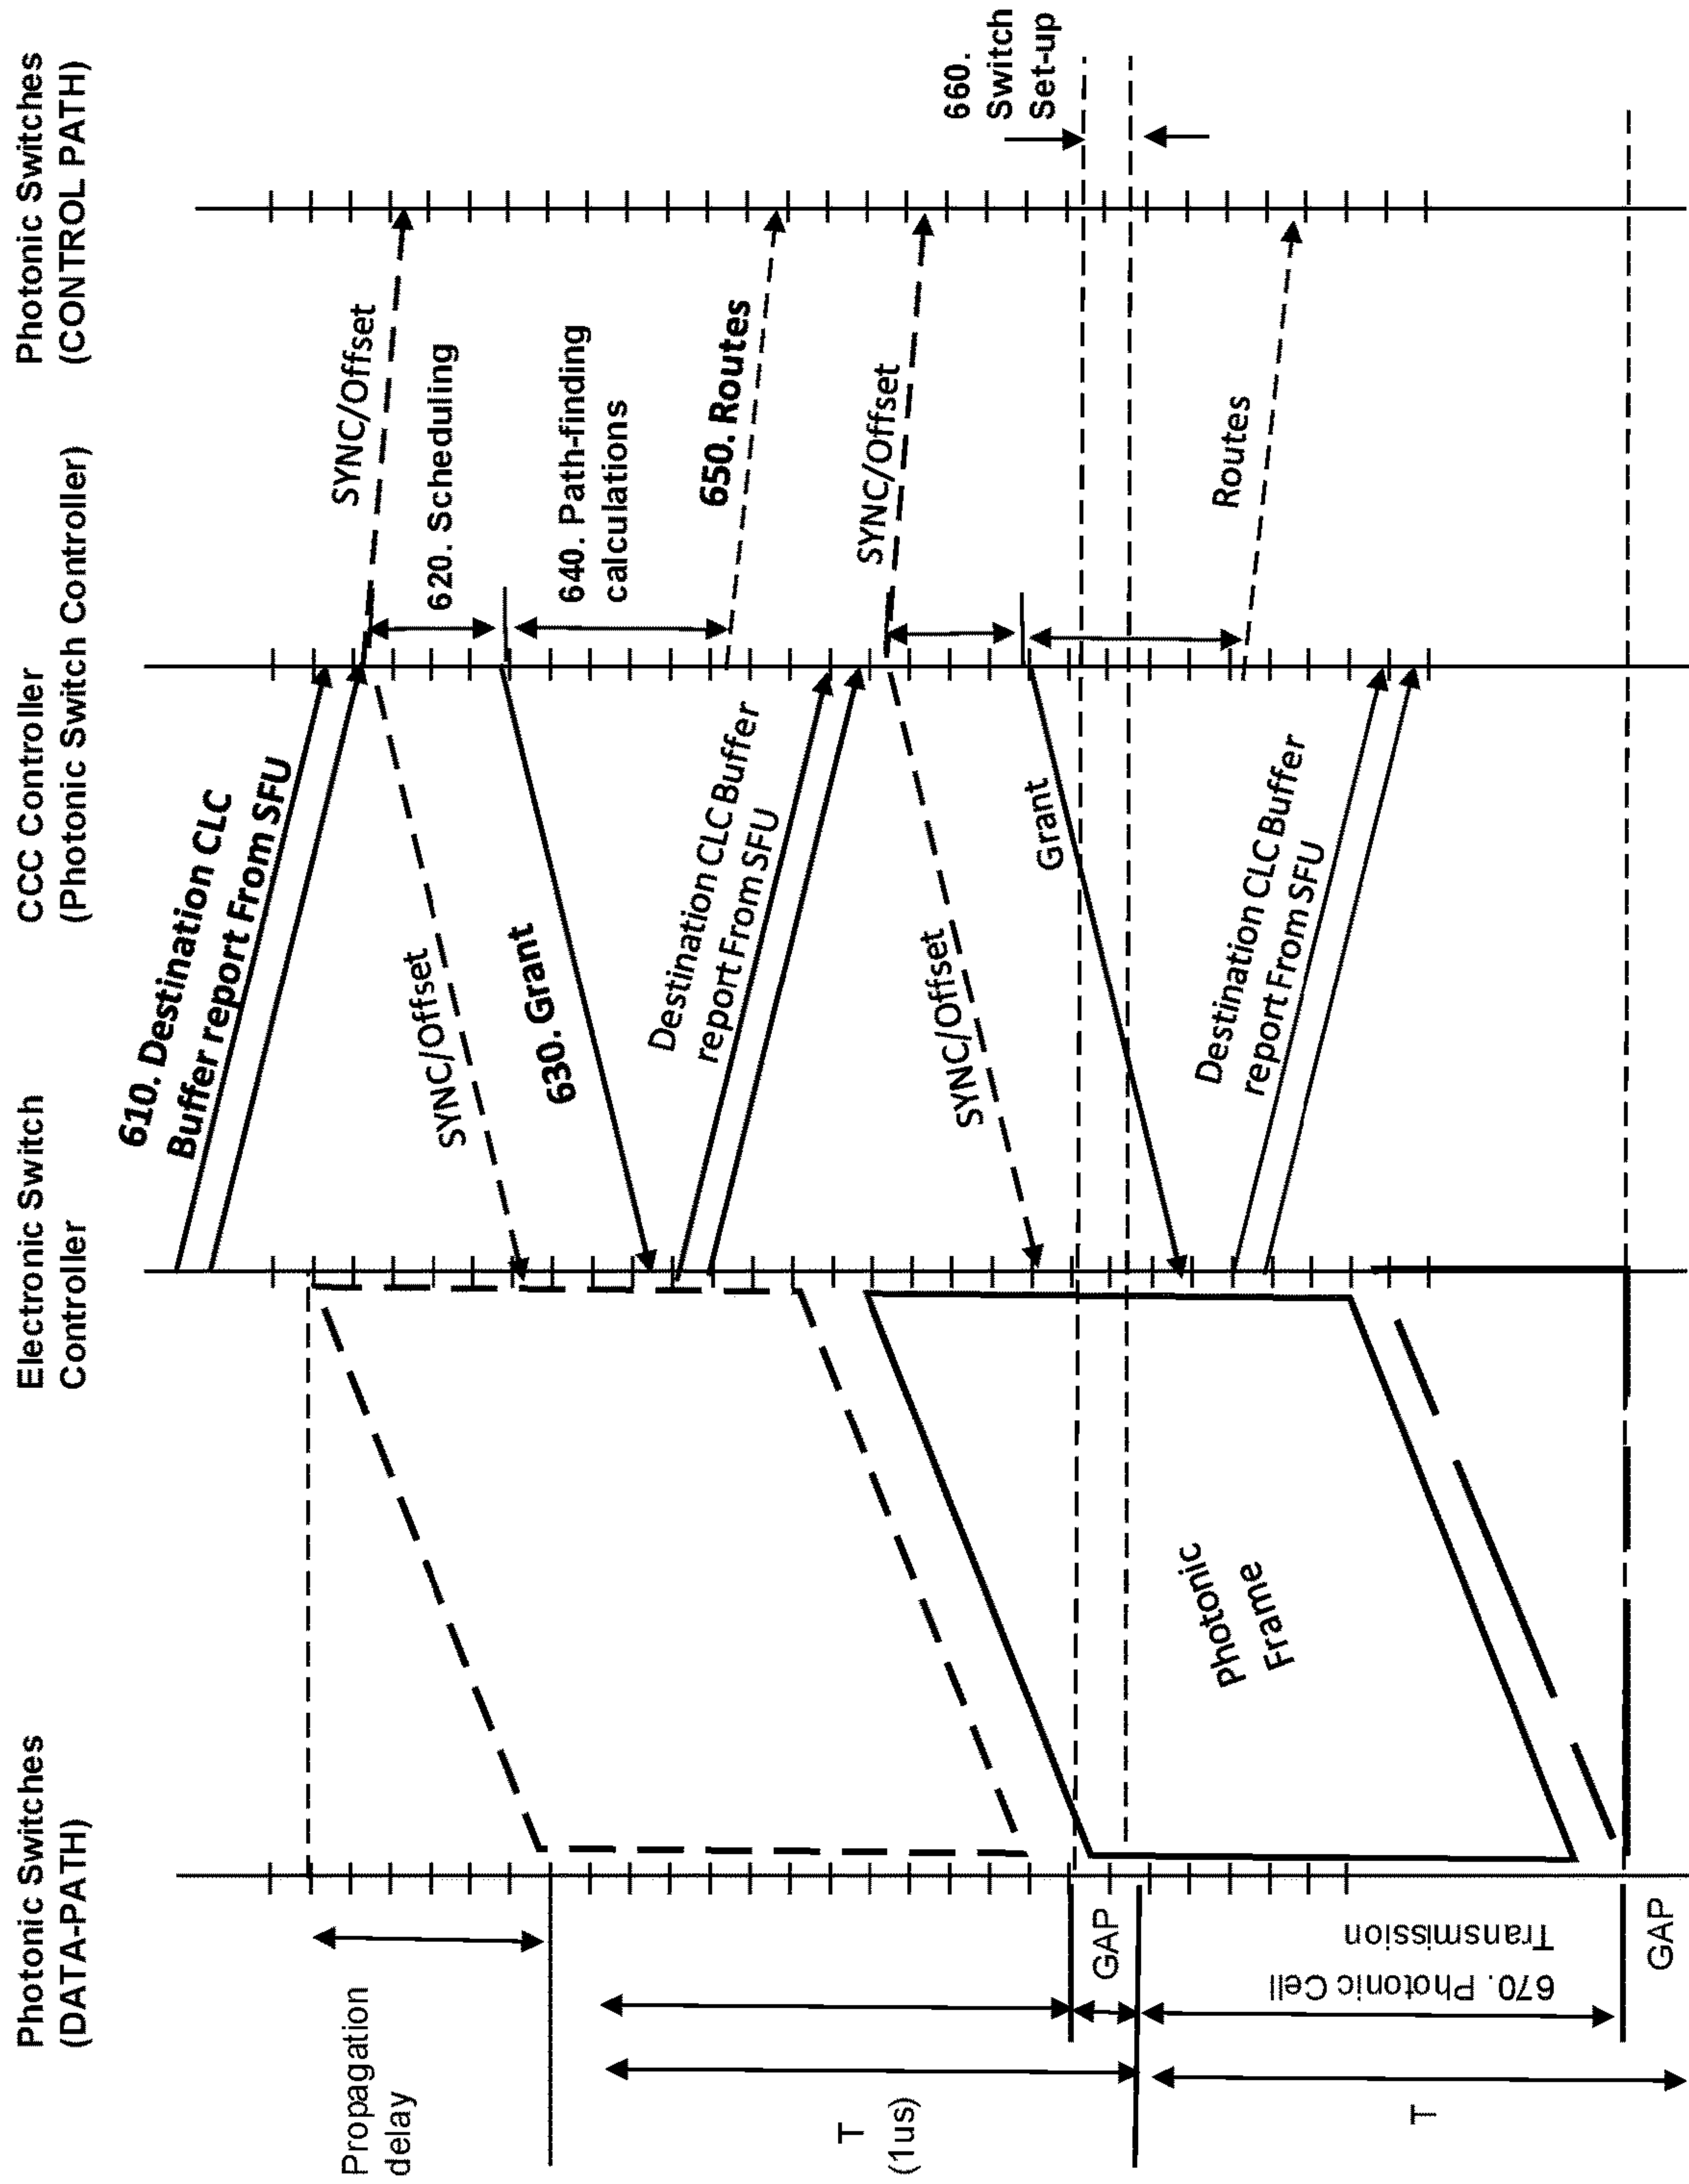 Photonic Switches
(DATA-PATH)
Electronic Switch
Controller
CCC Controller
(Photonic Switch Controller)
Photonic Switches
(CONTROL PATH)
610. Destination CLC
Buffer report From SFU
SYNC/Offset
SYNC/Offset
620. Scheduling
630. Grant
640. Path-finding
calculations
650. Routes
Destination CLC Buffer
report From SFU
SYNC/Offset
SYNC/Offset
660.
Switch
Set-up
Grant
Routes
Destination CLC Buffer
report From SFU
Photonic
Frame
Propagation
delay
T
(1us)
GAP
670. Photonic Cell
Transmission
T
GAP